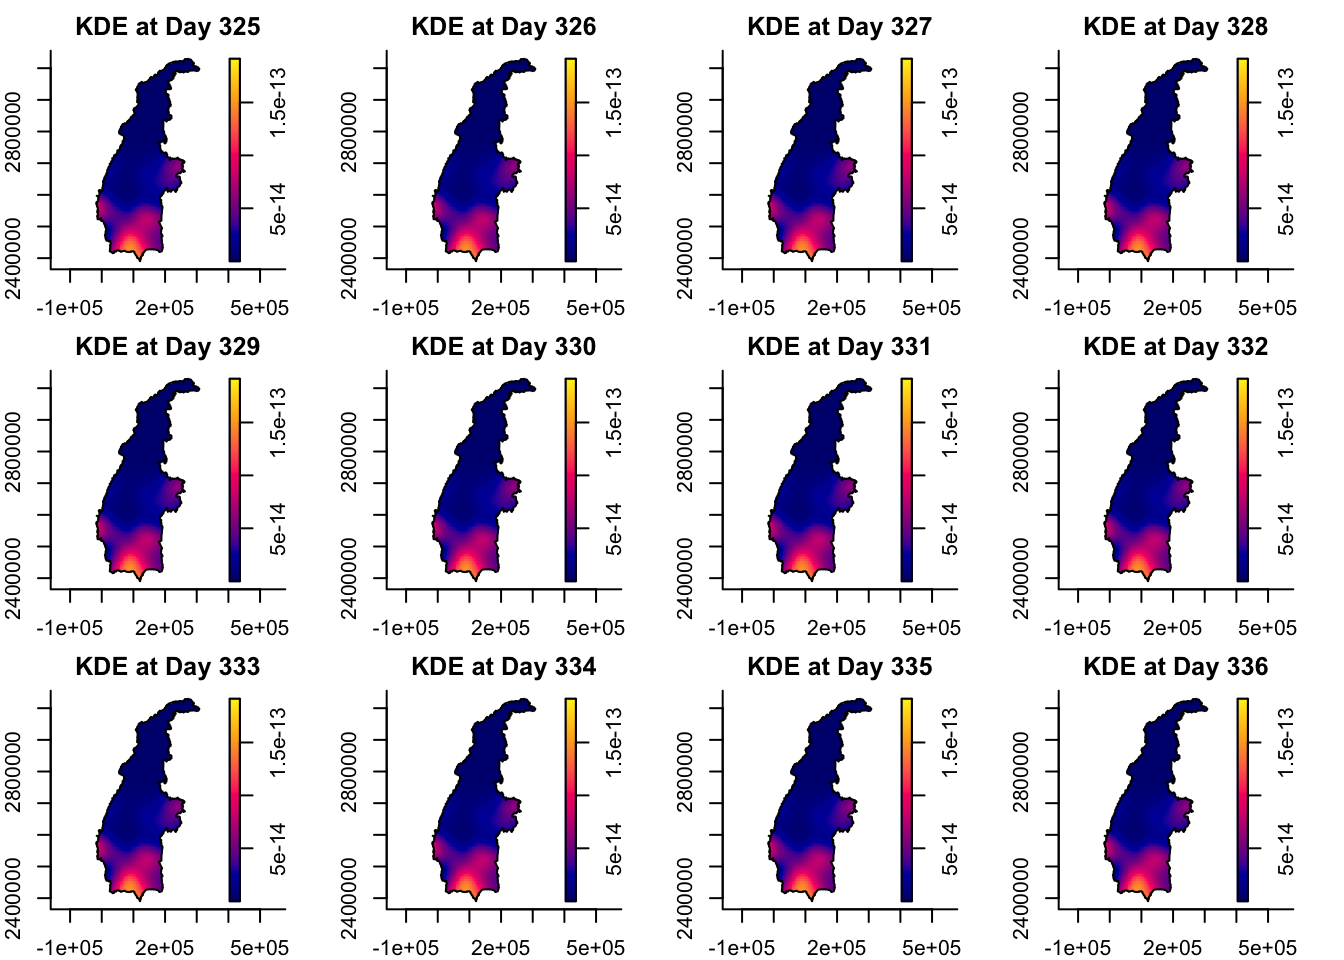 KDE at Day 325
2400000 2800000
5e-14 1.5e-13
-1e+05 2e+05 5e+05
KDE at Day 326
2400000 2800000
5e-14 1.5e-13
-1e+05 2e+05 5e+05
KDE at Day 327
2400000 2800000
5e-14 1.5e-13
-1e+05 2e+05 5e+05
KDE at Day 328
2400000 2800000
5e-14 1.5e-13
-1e+05 2e+05 5e+05
KDE at Day 329
2400000 2800000
5e-14 1.5e-13
-1e+05 2e+05 5e+05
KDE at Day 330
2400000 2800000
5e-14 1.5e-13
-1e+05 2e+05 5e+05
KDE at Day 331
2400000 2800000
5e-14 1.5e-13
-1e+05 2e+05 5e+05
KDE at Day 332
2400000 2800000
5e-14 1.5e-13
-1e+05 2e+05 5e+05
KDE at Day 333
2400000 2800000
5e-14 1.5e-13
-1e+05 2e+05 5e+05
KDE at Day 334
2400000 2800000
5e-14 1.5e-13
-1e+05 2e+05 5e+05
KDE at Day 335
2400000 2800000
5e-14 1.5e-13
-1e+05 2e+05 5e+05
KDE at Day 336
2400000 2800000
5e-14 1.5e-13
-1e+05 2e+05 5e+05